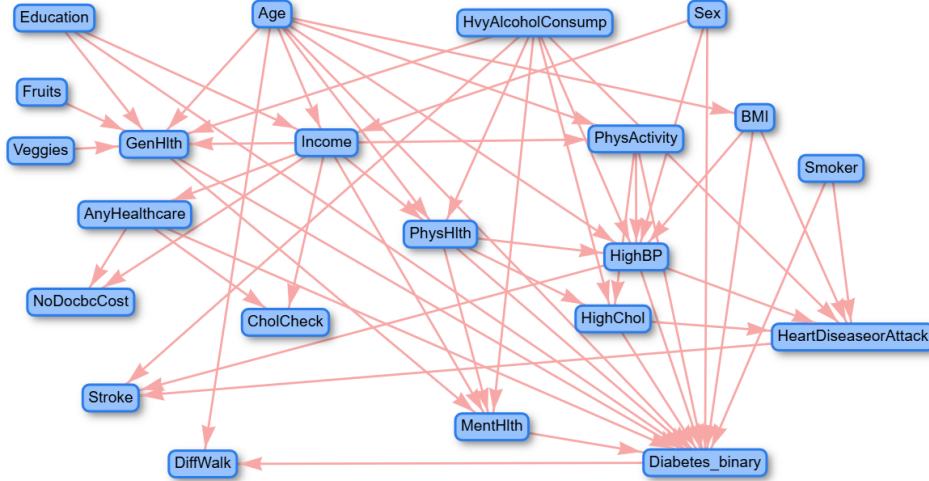 Education
Age
HvyAlcoholConsump
Sex
Fruits
BMI
Veggies
GenHlth
Income
PhysActivity
Smoker
AnyHealthcare
PhysHlth
HighBP
NoDocbcCost
CholCheck
HighChol
HeartDiseaseorAttack
Stroke
MentHlth
DiffWalk
Diabetes_binary